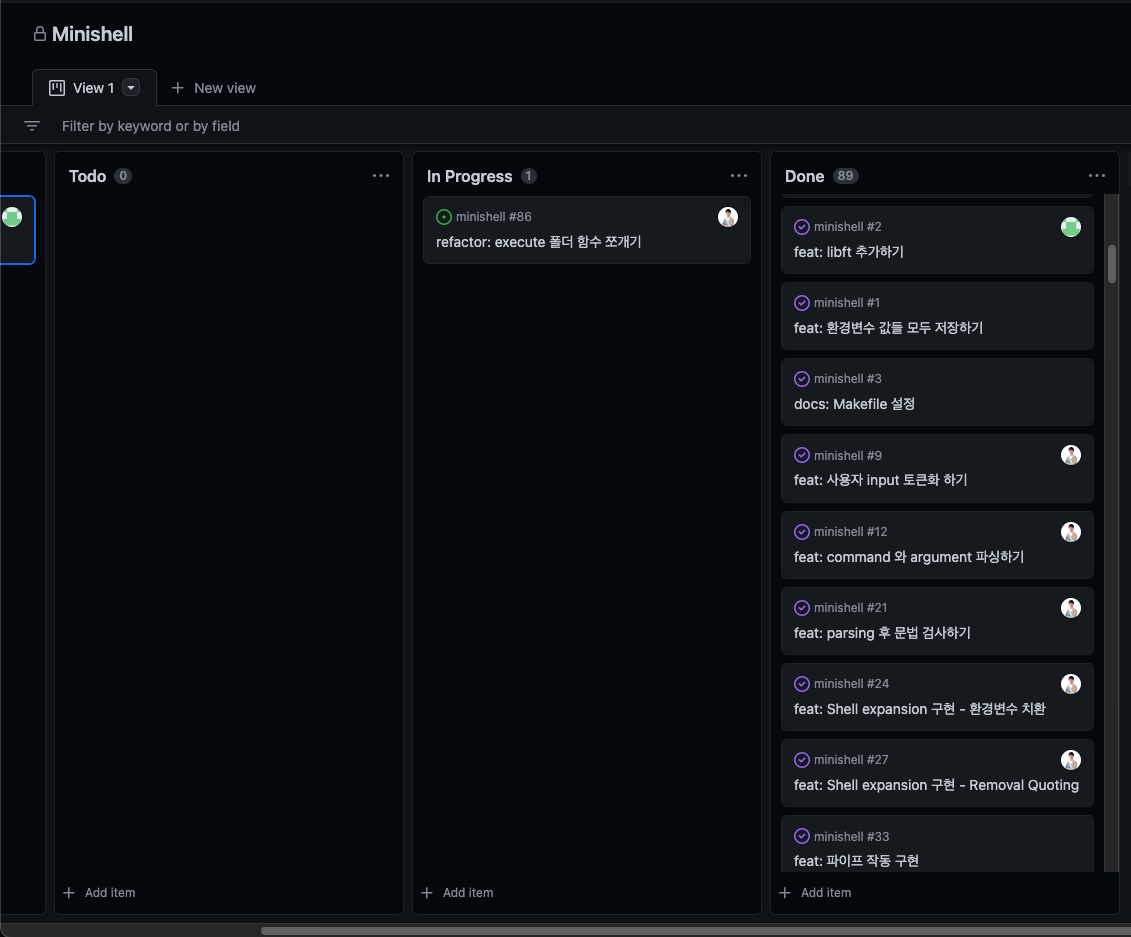 Minishell
View 1
New view
Filter by keyword or by field
Todo 0
Add item
In Progress 1
minishell #86
refactor: execute 폴더 함수 쪼개기
Add item
Done 89
minishell #2
feat: libft 추가하기
minishell #1
feat: 환경변수 값들 모두 저장하기
minishell #3
docs: Makefile 설정
minishell #9
feat: 사용자 input 토큰화 하기
minishell #12
feat: command 와 argument 파싱하기
minishell #21
feat: parsing 후 문법 검사하기
minishell #24
feat: Shell expansion 구현 - 환경변수 치환
minishell #27
feat: Shell expansion 구현 - Removal Quoting
minishell #33
feat: 파이프 작동 구현
Add item